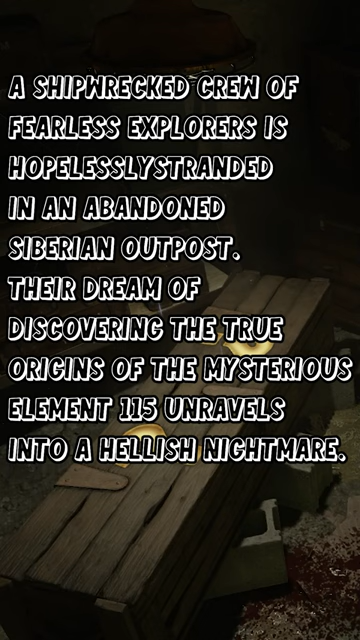 A SHIPWRECKED CREW OF
FEARLESS EXPLORERS IS
HOPELESSLYSTRANDED
IN AN ABANDONED
SIBERIAN OUTPOST.
THEIR DREAM OF
DISCOVERING THE TRUE
ORIGINS OF THE MYSTERIOUS
ELEMENT 115 UNRAVELS
INTO A HELLISH NIGHTMARE.